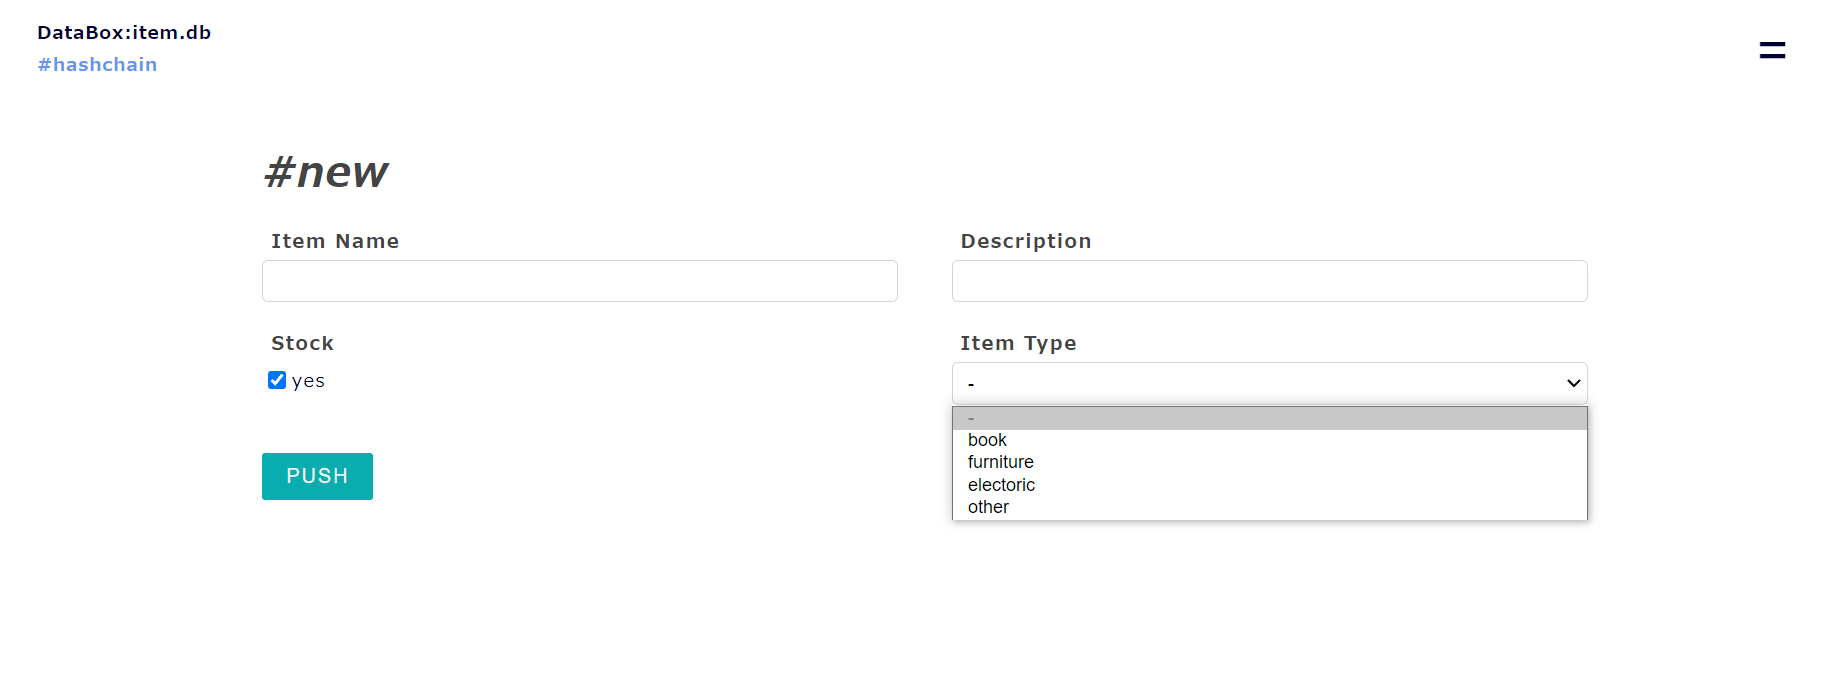 DataBox:item.db
#hashchain
#new
Item Name
Description
Stock
Item Type
yes
-
-
book
furniture
electoric
other
PUSH